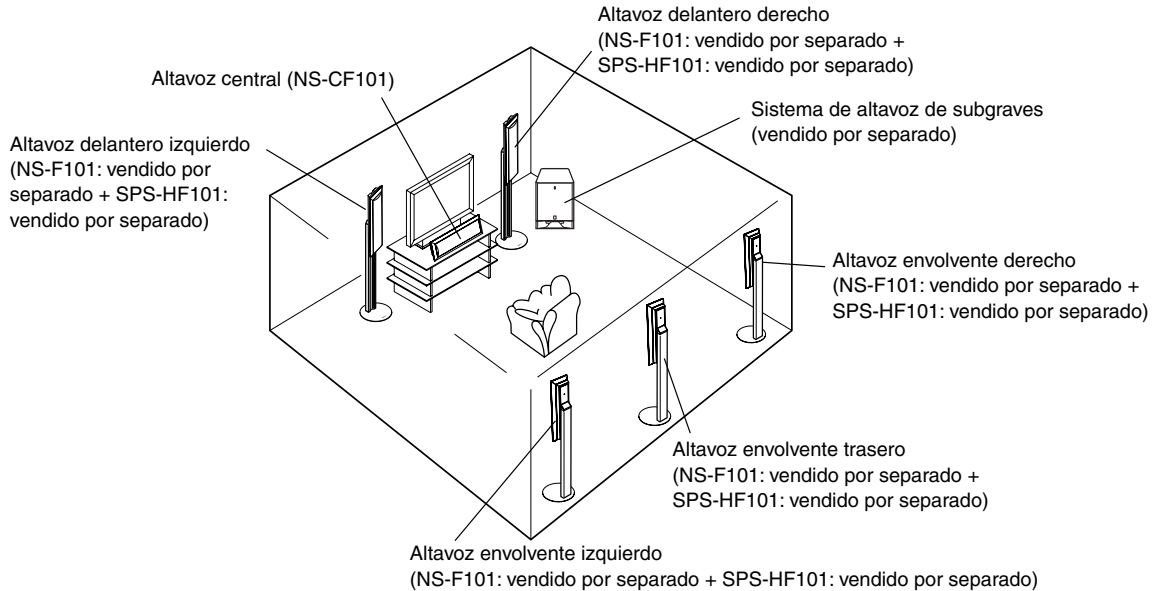 Altavoz delantero derecho
(NS-F101: vendido por separado +
SPS-HF101: vendido por separado)
Altavoz central (NS-CF101)
Sistema de altavoz de subgraves
(vendido por separado)
Altavoz delantero izquierdo
(NS-F101: vendido por
separado + SPS-HF101:
vendido por separado)
Altavoz envolvente derecho
(NS-F101: vendido por separado +
SPS-HF101: vendido por separado)
Altavoz envolvente trasero
(NS-F101: vendido por separado +
SPS-HF101: vendido por separado)
Altavoz envolvente izquierdo
(NS-F101: vendido por separado + SPS-HF101: vendido por separado)